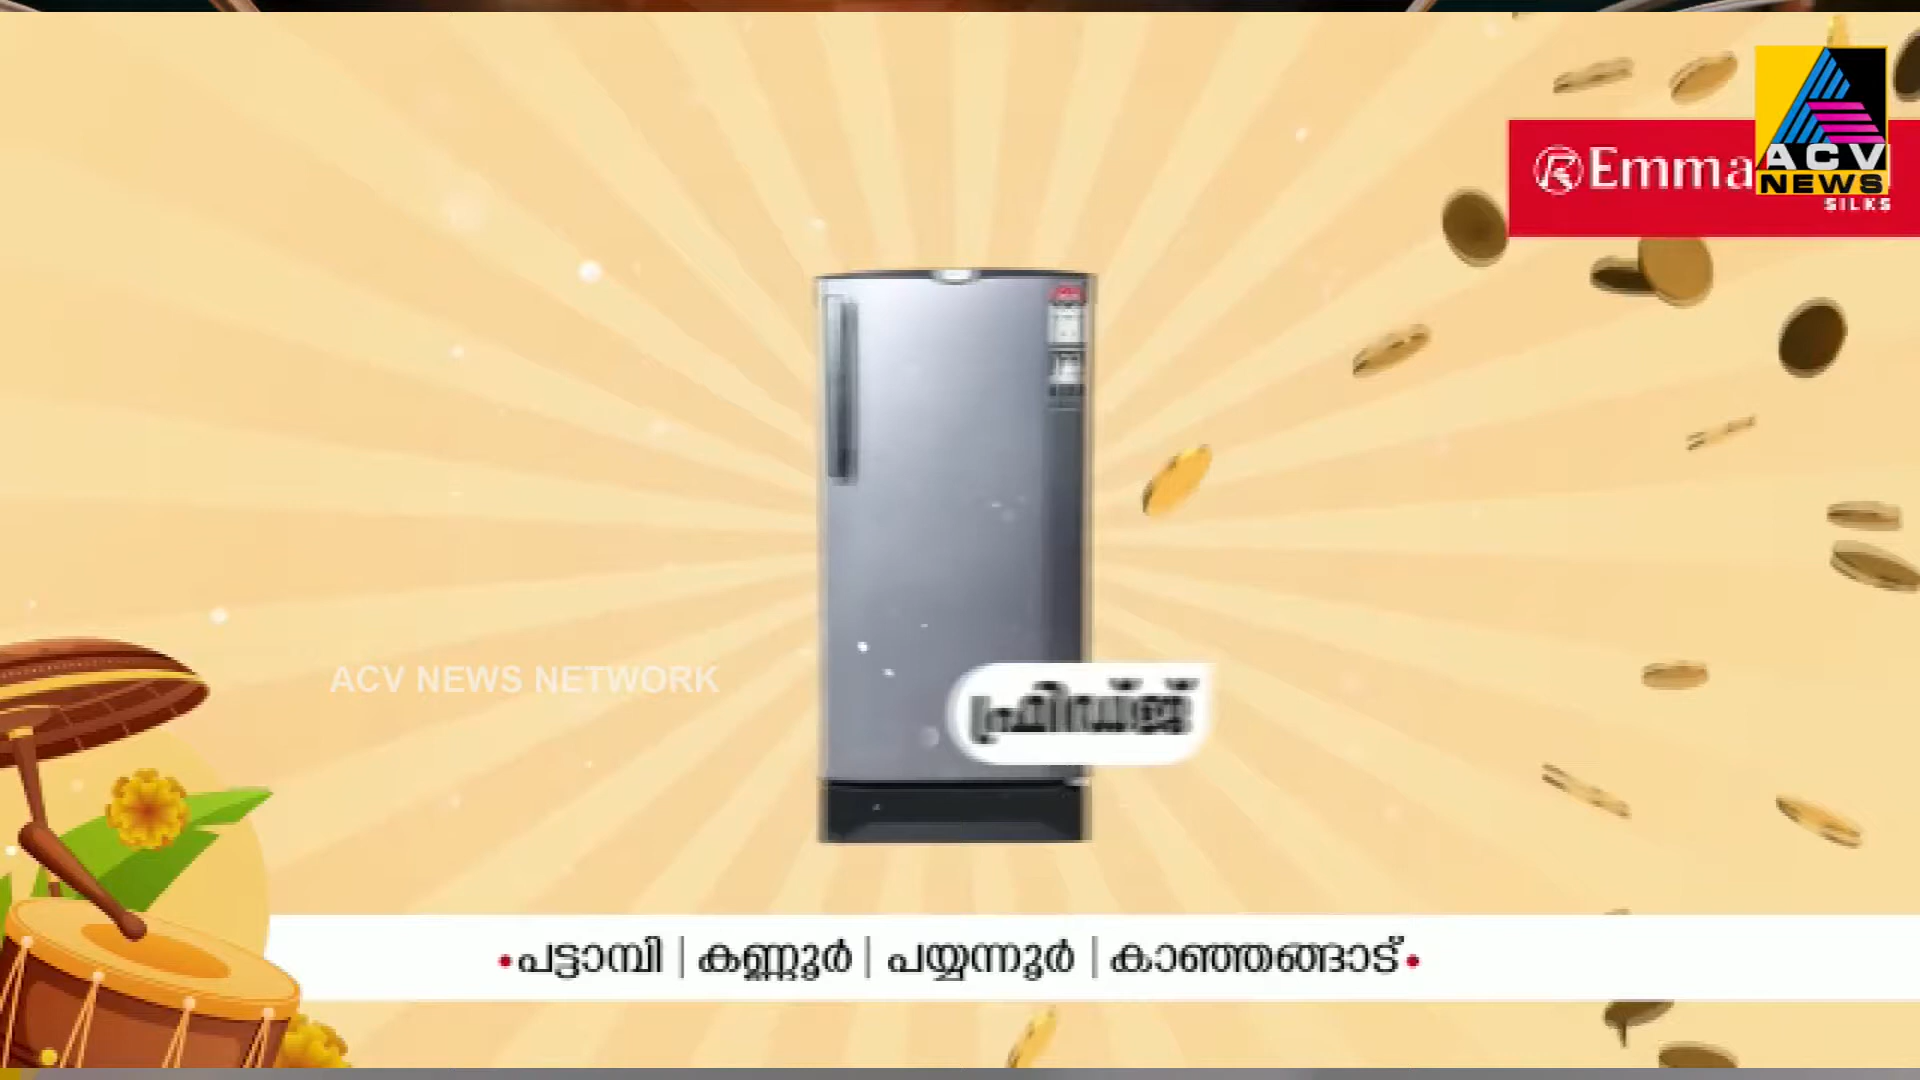 ACV
NEWS
Emma
SILKS
ACV NEWS NETWORK
ഫ്രിഡ്ജ്
•പട്ടാമ്പി | കണ്ണൂർ | പയ്യന്നൂർ | കാഞ്ഞങ്ങാട്•